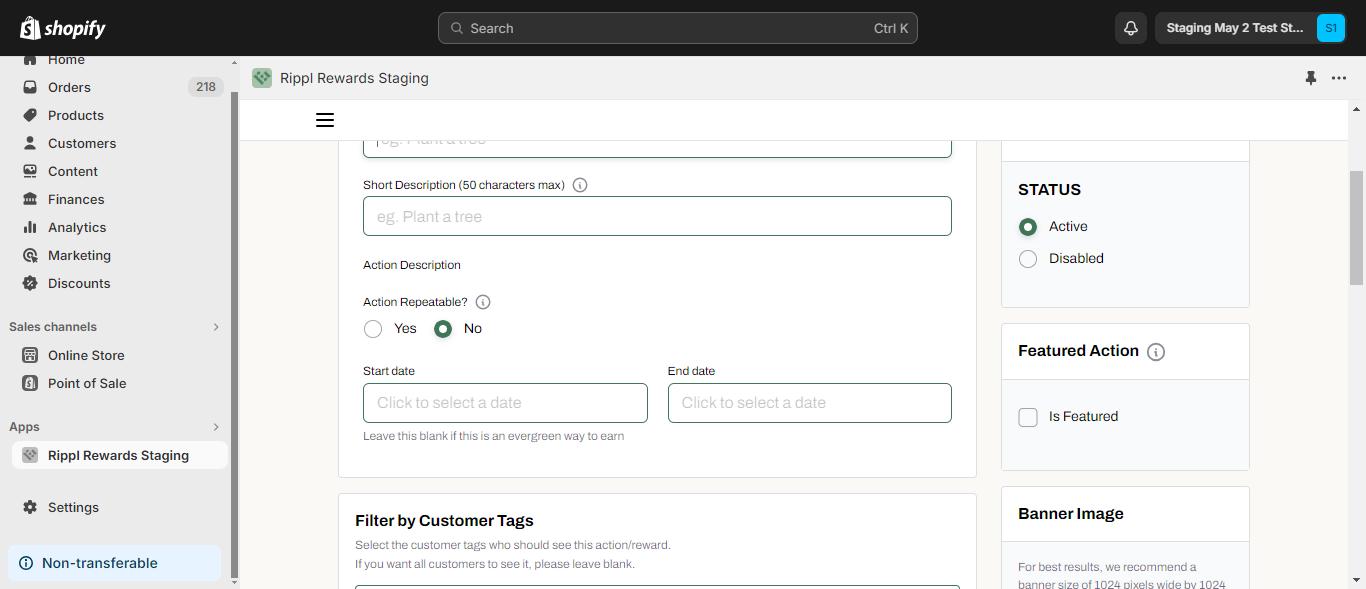 shopify
Search
Ctrl K
Staging May 2 Test St...
S1
Home
Orders
218
Products
Customers
Content
Finances
Analytics
Marketing
Discounts
Sales channels
Online Store
Point of Sale
Apps
Rippl Rewards Staging
Settings
Non-transferable
Rippl Rewards Staging
eg. Plant a tree
Short Description (50 characters max)
eg. Plant a tree
Action Description
Action Repeatable?
Yes
No
Start date
End date
Click to select a date
Click to select a date
Leave this blank if this is an evergreen way to earn
Filter by Customer Tags
Select the customer tags who should see this action/reward.
If you want all customers to see it, please leave blank.
STATUS
Active
Disabled
Featured Action
Is Featured
Banner Image
For best results, we recommend a
banner size of 1024 pixels wide by 1024